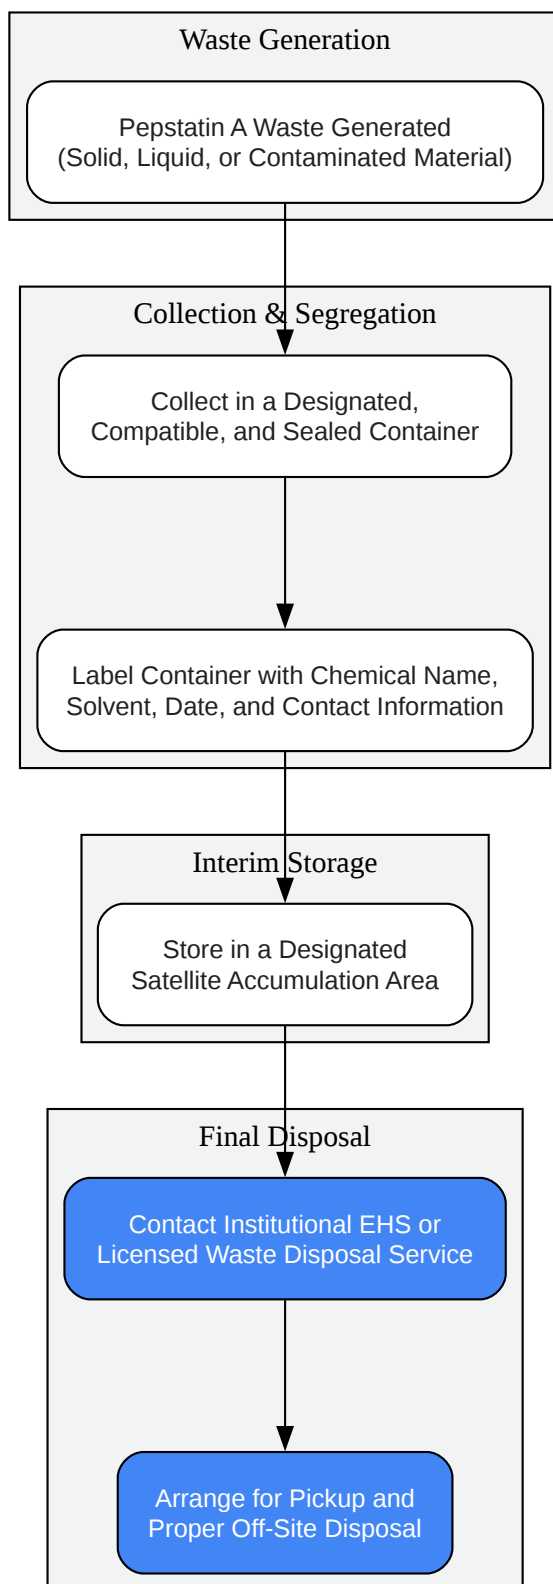 Waste Generation
Pepstatin A Waste Generated
(Solid, Liquid, or Contaminated Material)
Collection & Segregation
Collect in a Designated,
Compatible, and Sealed Container
Label Container with Chemical Name,
Solvent, Date, and Contact Information
Interim Storage
Store in a Designated
Satellite Accumulation Area
Final Disposal
Contact Institutional EHS or
Licensed Waste Disposal Service
Arrange for Pickup and
Proper Off-Site Disposal